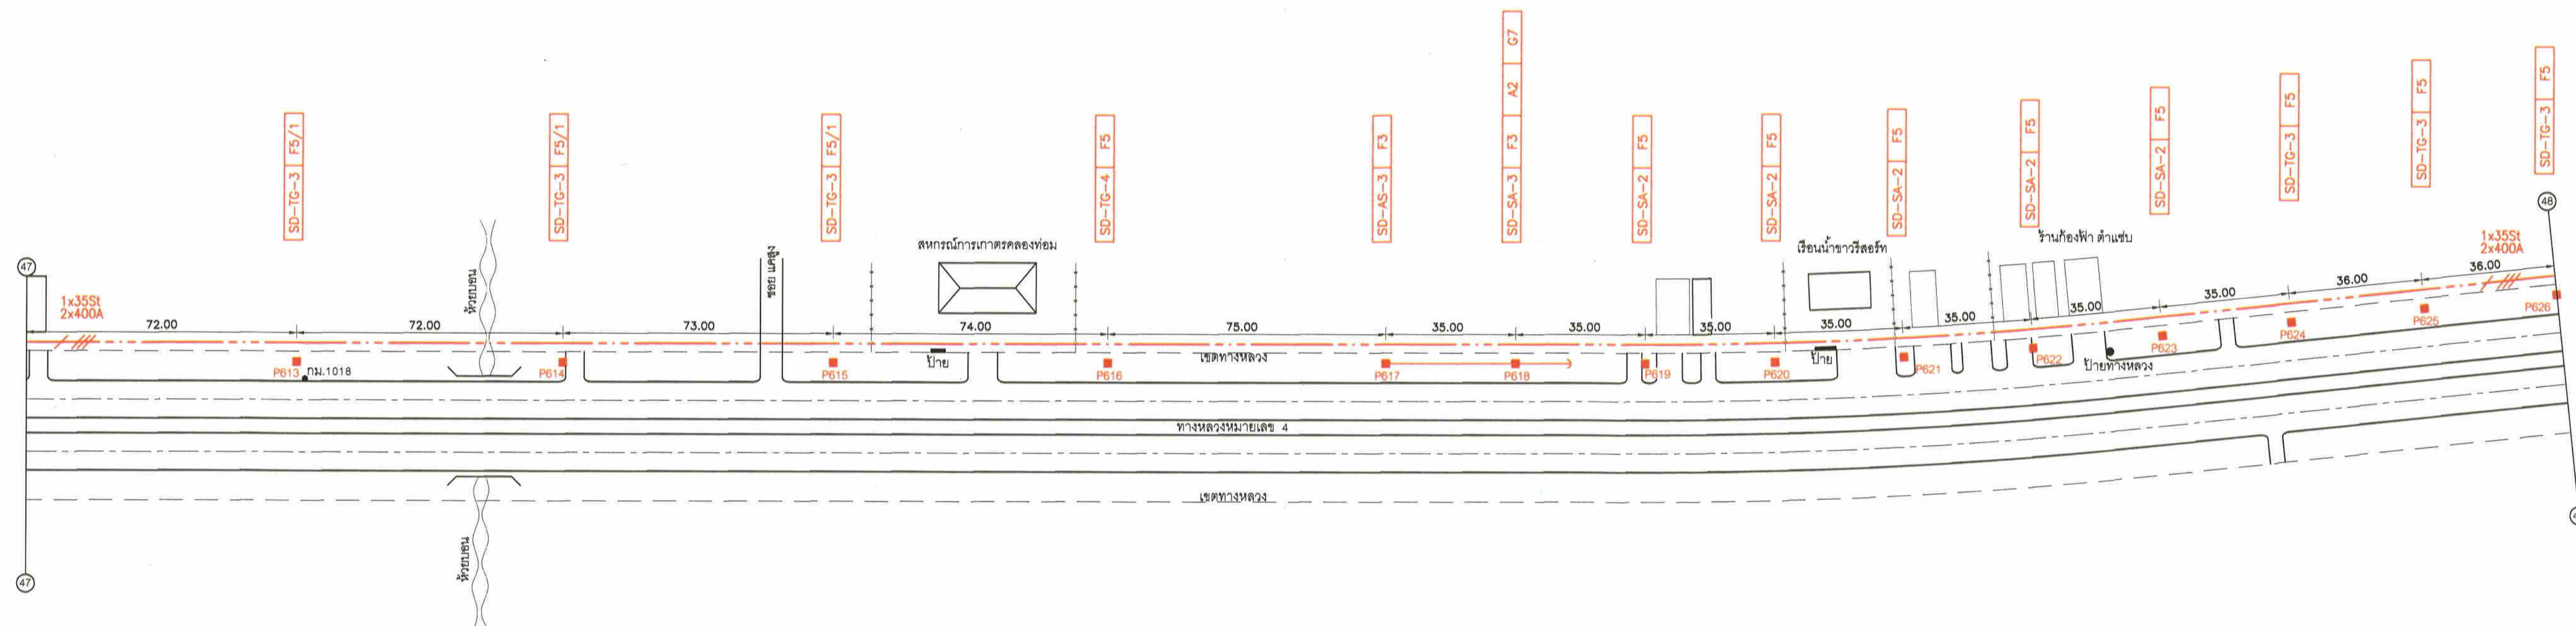 SD-TG-3 F5/1
SD-TG-3 F5/1
SD-TG-3 F5/1
SD-TG-4 F5
SD-AS-3 F3
SD-SA-3 F3 A2 G7
SD-SA-2 F5
SD-SA-2 F5
SD-SA-2 F5
SD-SA-2 F5
SD-SA-2 F5
SD-TG-3 F5
SD-TG-3 F5
SD-TG-3 F5
47
48
1x35St
2x400A
1x35St
2x400A
ห้วยบอน
ซอย แคสูง
สหกรณ์การเกาตรคลองท่อม
เรือนน้ำขาวรีสอร์ท
ร้านก้องฟ้า ตำแซ่บ
72.00
72.00
73.00
74.00
75.00
35.00
35.00
35.00
35.00
35.00
35.00
35.00
36.00
36.00
P613
กม.1018
P614
P615
ป้าย
P616
เขตทางหลวง
P617
P618
P619
P620
ป้าย
P621
P622
ป้ายทางหลวง
P623
P624
P625
P626
ทางหลวงหมายเลข 4
เขตทางหลวง
ห้วยบอน
47